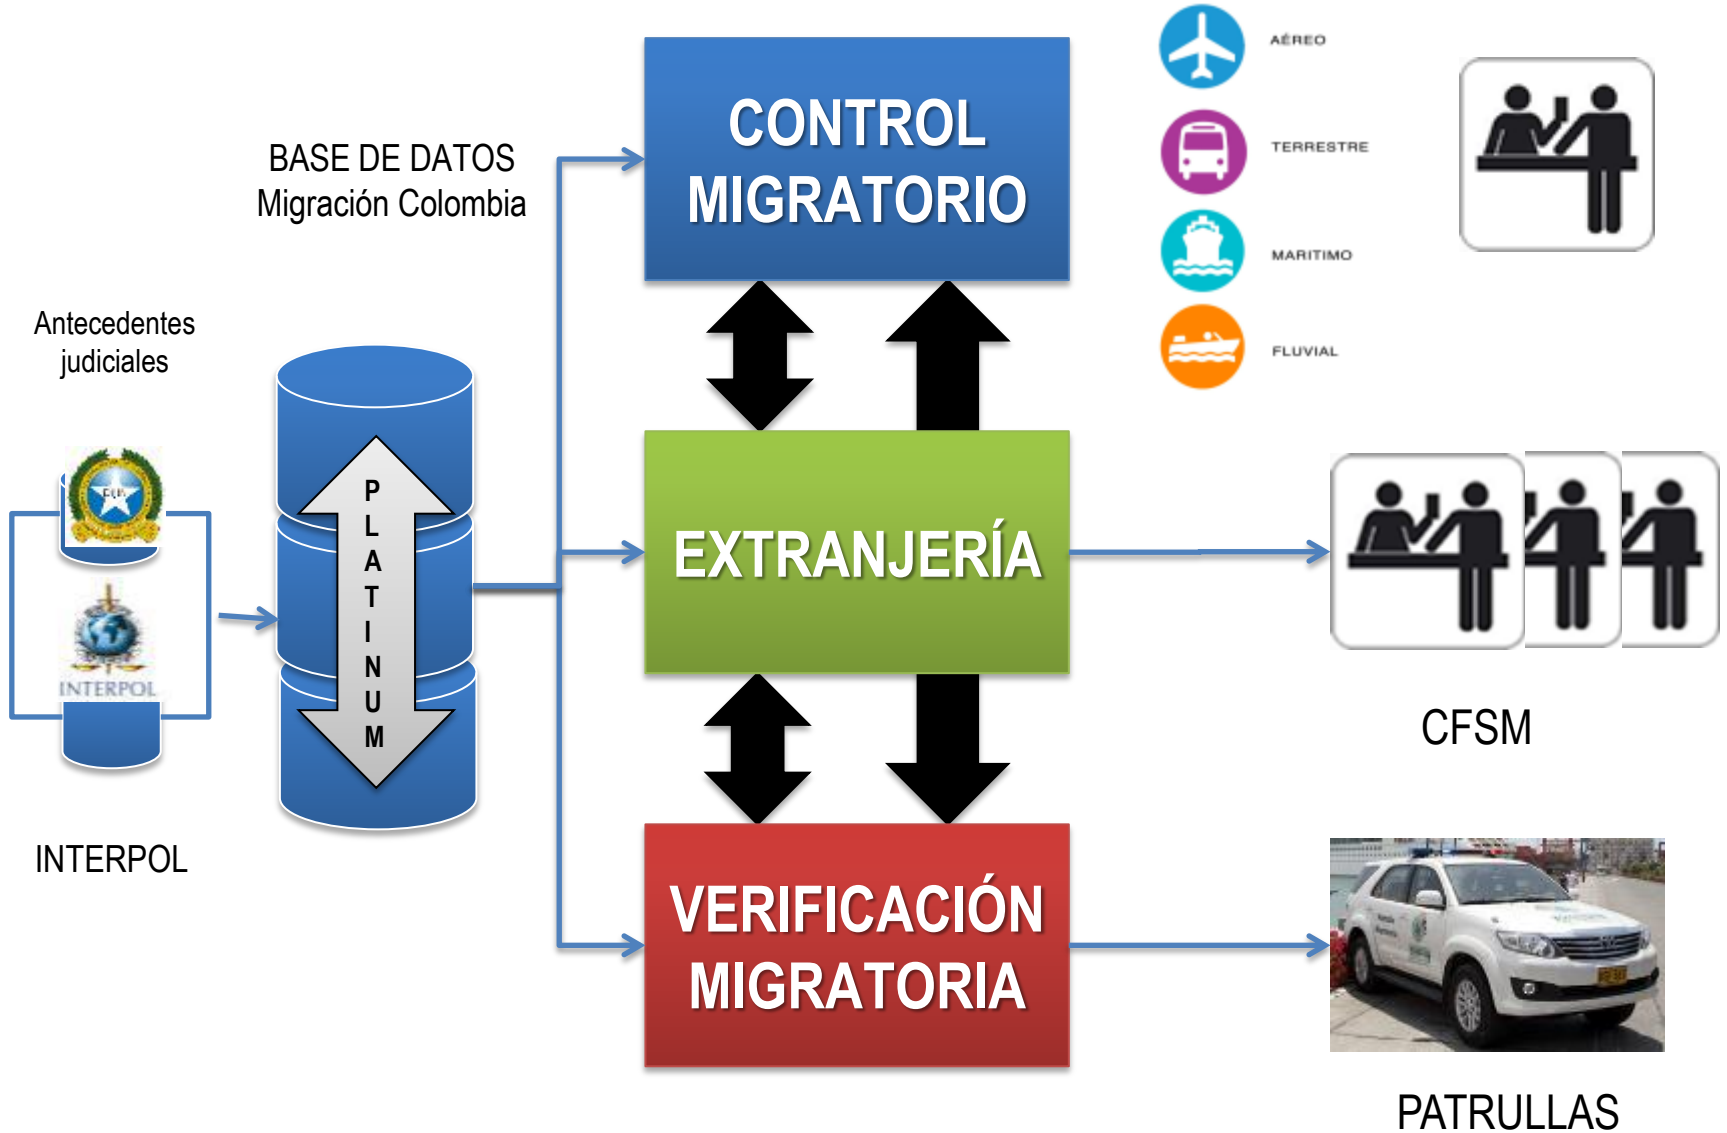 BASE DE DATOS
Migración Colombia
Antecedentes
judiciales
INTERPOL
INTERPOL
P
L
A
T
I
N
U
M
CONTROL
MIGRATORIO
EXTRANJERÍA
VERIFICACIÓN
MIGRATORIA
AÉREO
TERRESTRE
MARITIMO
FLUVIAL
CFSM
PATRULLAS